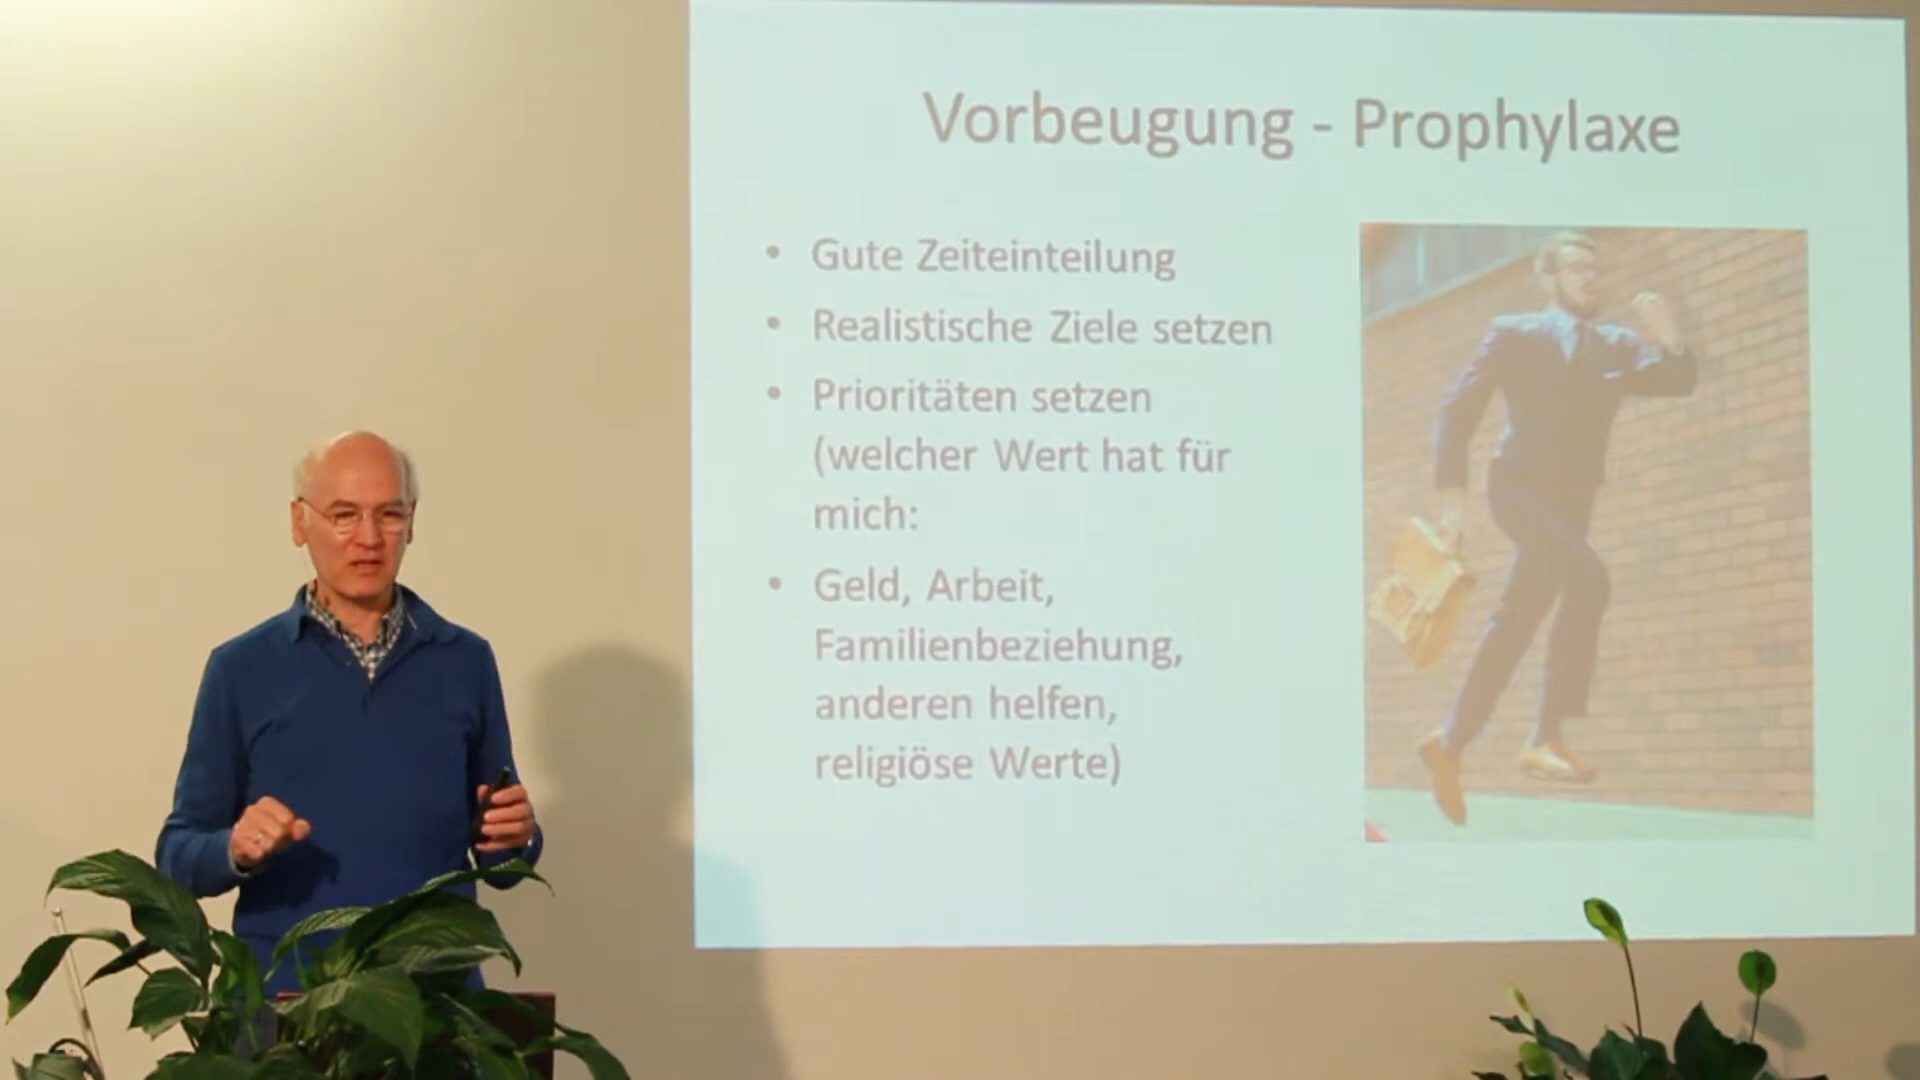 Vorbeugung - Prophylaxe
• Gute Zeiteinteilung
• Realistische Ziele setzen
• Prioritäten setzen
(welcher Wert hat für
mich:
• Geld, Arbeit,
Familienbeziehung,
anderen helfen,
religiöse Werte)